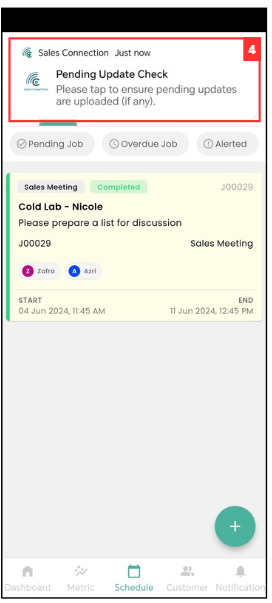 Sales Connection Just now
4
Pending Update Check
Please tap to ensure pending updates
are uploaded (if any).
SALES CONNECTION
Pending Job Overdue Job Alerted
Sales Meeting Completed J00029
Cold Lab - Nicole
Please prepare a list for discussion
J00029 Sales Meeting
Z Zafra A Azri
START END
04 Jun 2024, 11:45 AM 11 Jun 2024, 12:45 PM
+
Dashboard Metric Schedule Customer Notification